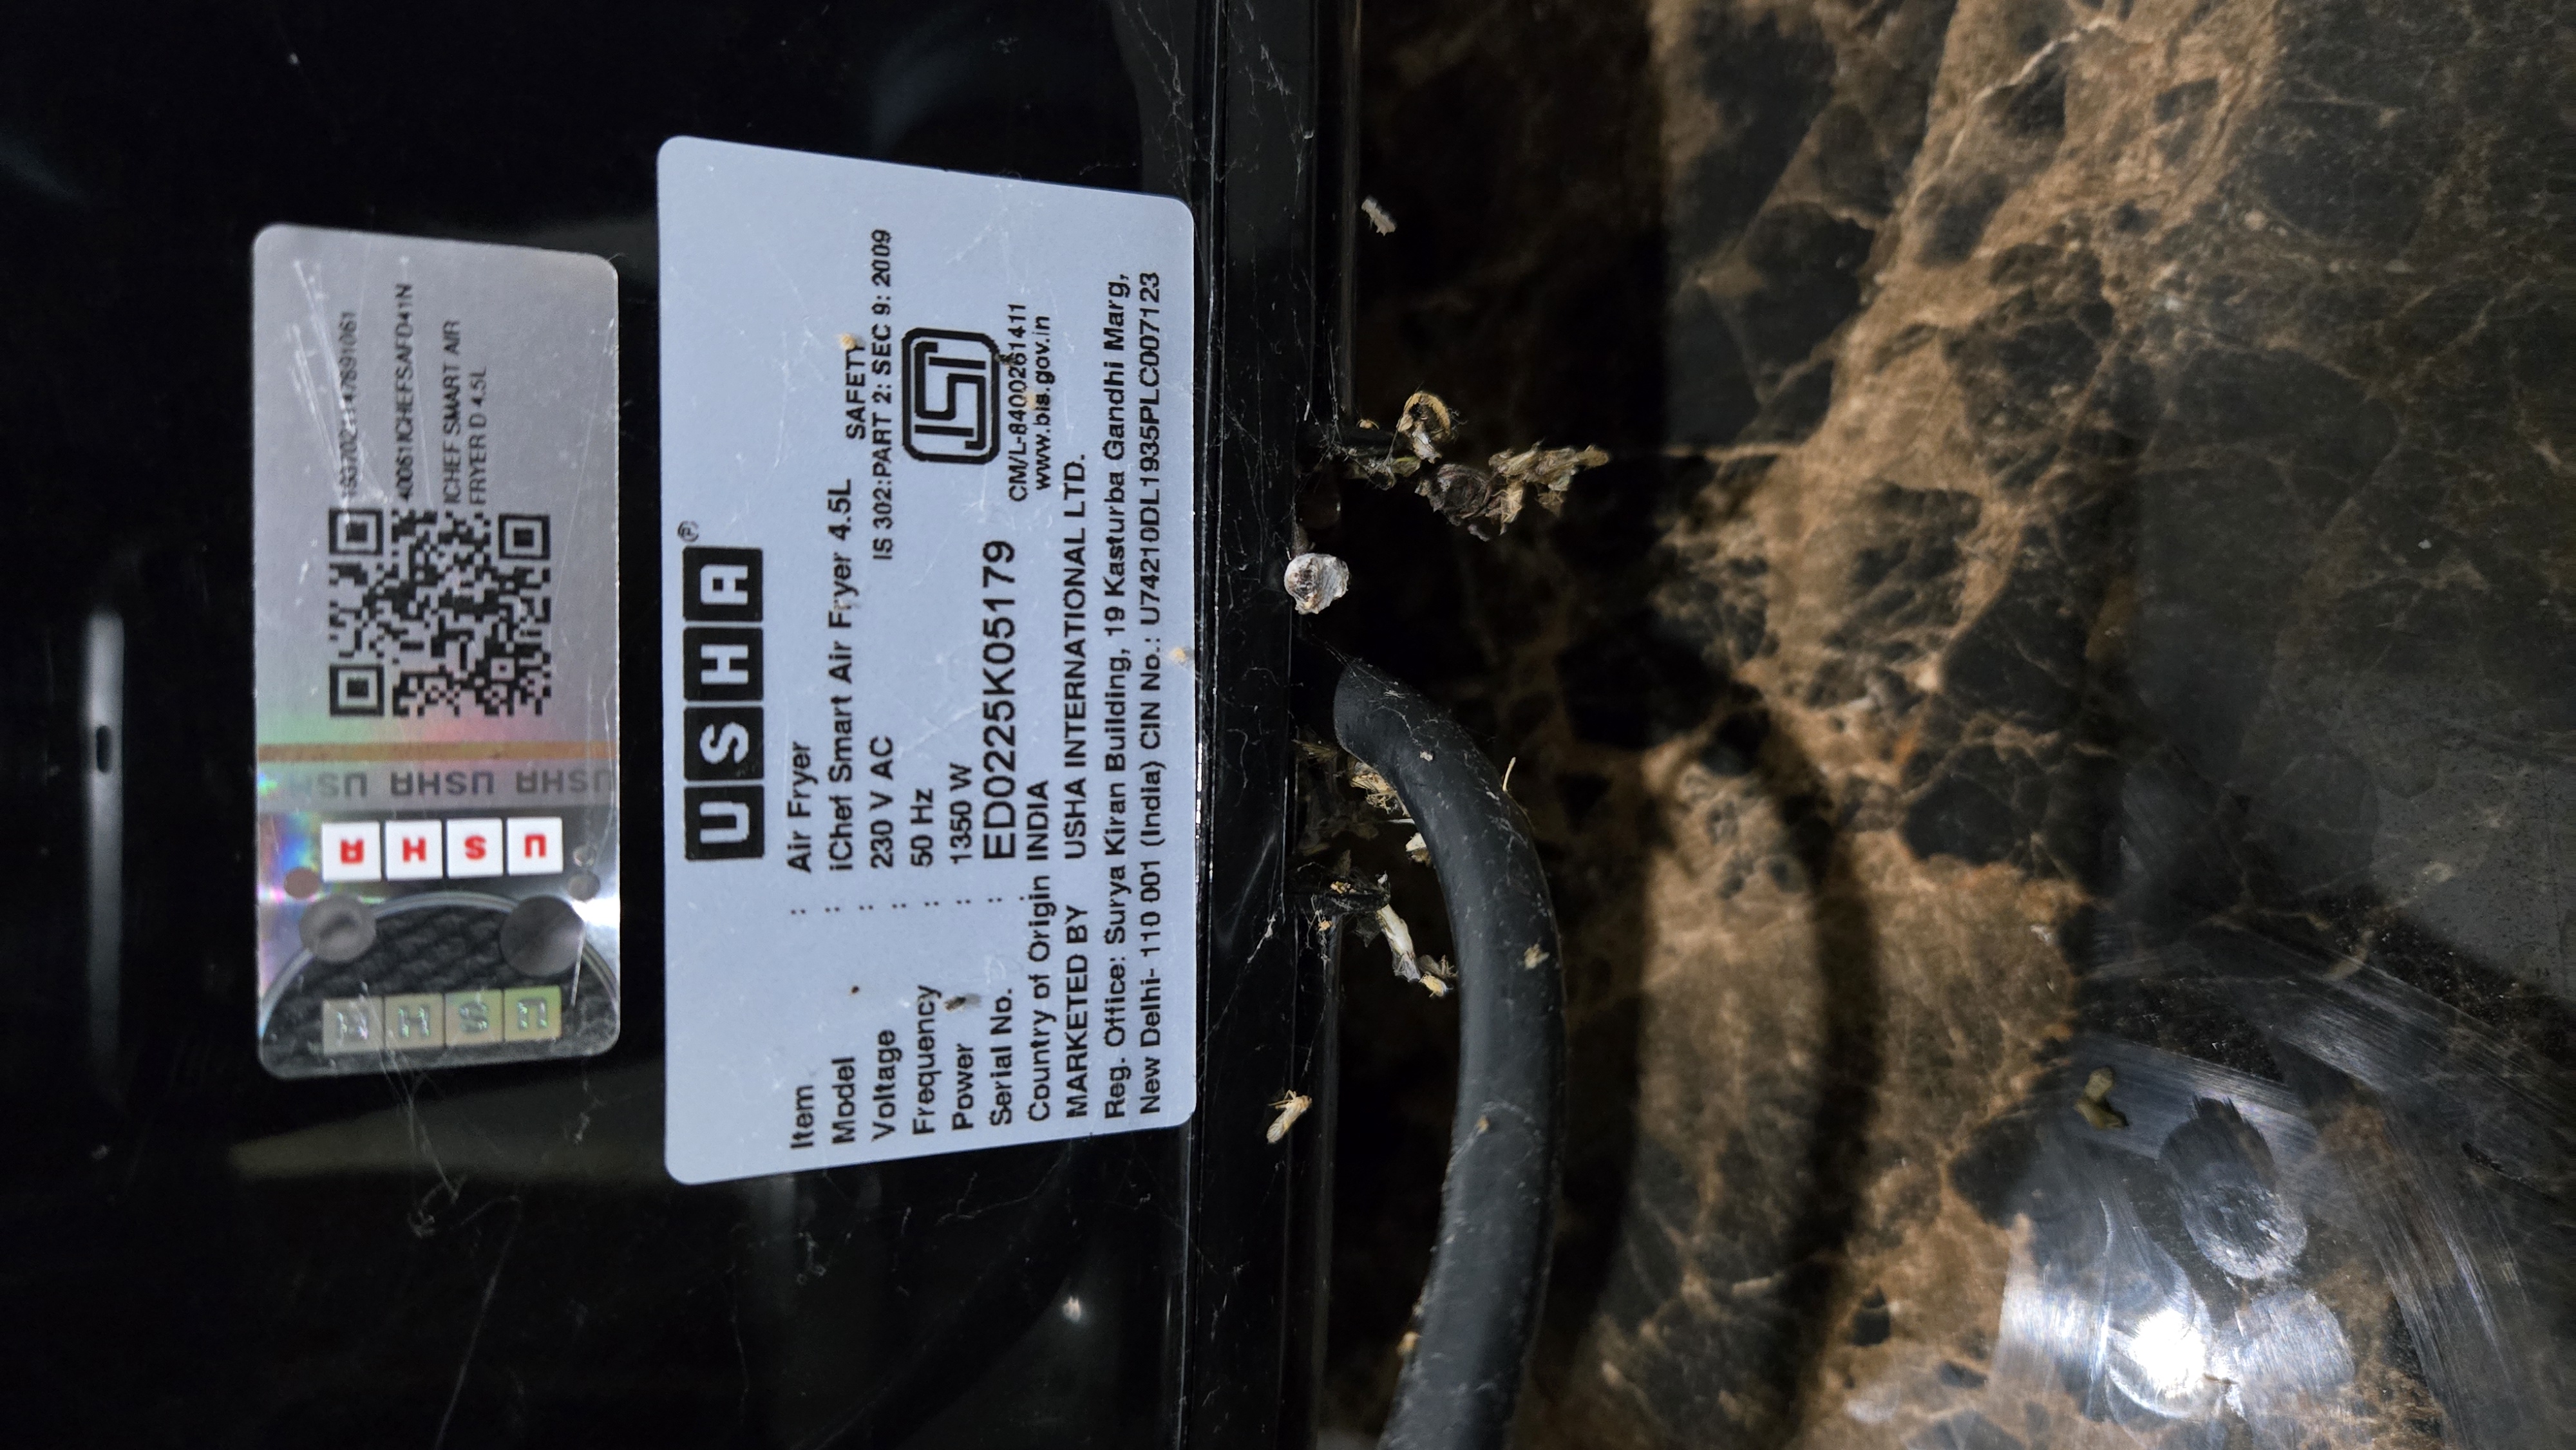 USHA
USHA
USHA USHA US
40061ICHEFSAFD41N
ICHEF SMART AIR
FRYER D 4.5L
USHA®
Item : Air Fryer
Model : iChef Smart Air Fryer 4.5L
Voltage : 230 V AC
Frequency : 50 Hz
Power : 1350 W
Serial No. : ED0225K05179
Country of Origin : INDIA
MARKETED BY USHA INTERNATIONAL LTD.
Reg. Office: Surya Kiran Building, 19 Kasturba Gandhi Marg,
New Delhi- 110 001 (India) CIN No.: U74210DL1935PLC007123
SAFETY
IS 302:PART 2: SEC 9: 2009
ISI
CM/L-8400261411
www.bis.gov.in